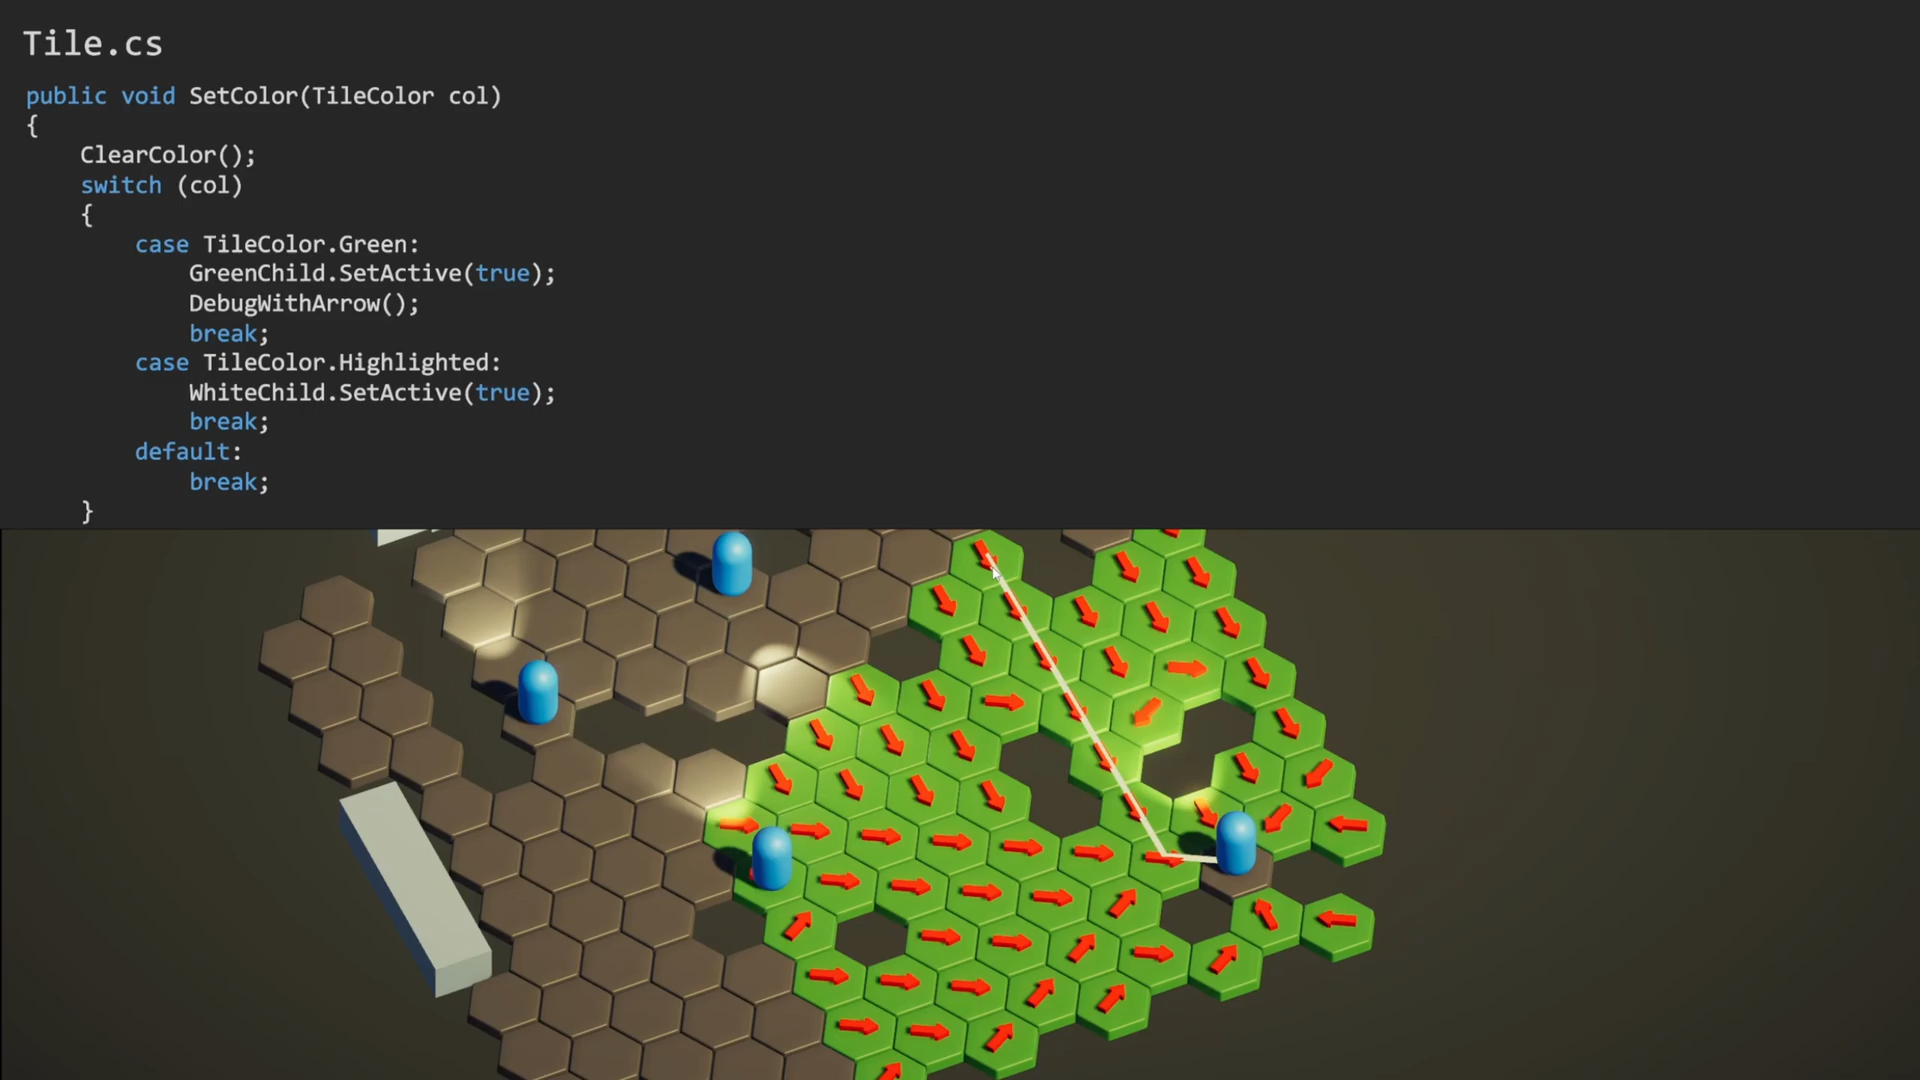 Tile.cs
public void SetColor(TileColor col)
{
ClearColor();
switch (col)
{
case TileColor.Green:
GreenChild.SetActive(true);
DebugWithArrow();
break;
case TileColor.Highlighted:
WhiteChild.SetActive(true);
break;
default:
break;
}